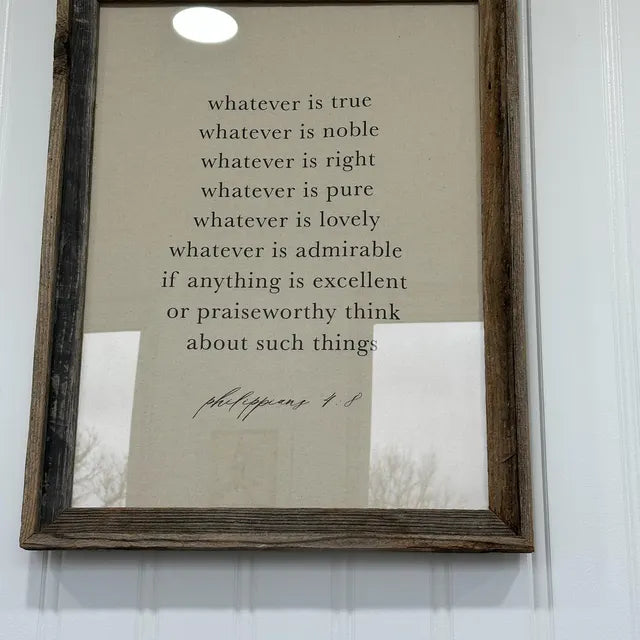 whatever is true
whatever is noble
whatever is right
whatever is pure
whatever is lovely
whatever is admirable
if anything is excellent
or praiseworthy think
about such things
philippians 4:8